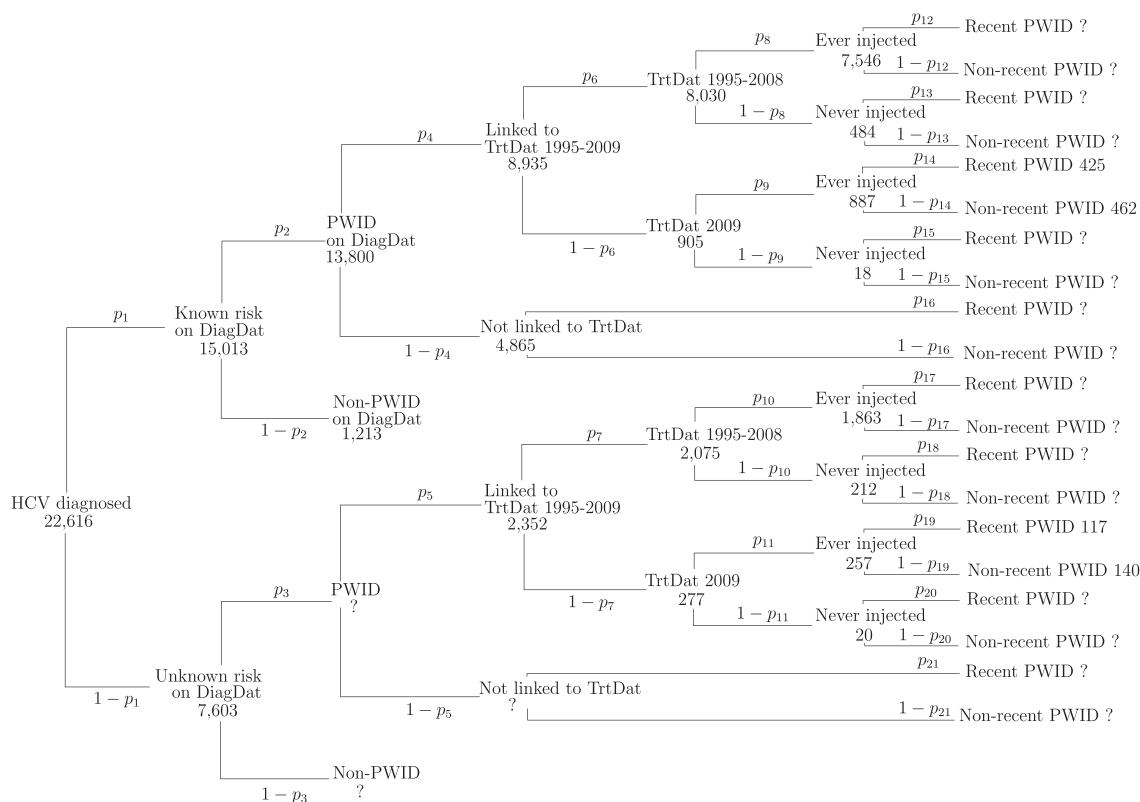 p12
Recent PWID ?
Ever injected
7,546
1 − p12
Non-recent PWID ?
p8
p6
TrtDat 1995-2008
8,030
p13
Recent PWID ?
1 − p8
Never injected
484
1 − p13
Non-recent PWID ?
p4
Linked to
TrtDat 1995-2009
8,935
p14
Recent PWID 425
p9
Ever injected
887
1 − p14
Non-recent PWID 462
p2
PWID
on DiagDat
13,800
1 − p6
TrtDat 2009
905
p15
Recent PWID ?
1 − p9
Never injected
18
1 − p15
Non-recent PWID ?
p1
Known risk
on DiagDat
15,013
p16
Recent PWID ?
1 − p4
Not linked to TrtDat
4,865
1 − p16
Non-recent PWID ?
1 − p2
Non-PWID
on DiagDat
1,213
p17
Recent PWID ?
p10
Ever injected
1,863
1 − p17
Non-recent PWID ?
p7
TrtDat 1995-2008
2,075
p18
Recent PWID ?
1 − p10
Never injected
212
1 − p18
Non-recent PWID ?
HCV diagnosed
22,616
p5
Linked to
TrtDat 1995-2009
2,352
p19
Recent PWID 117
p11
Ever injected
257
1 − p19
Non-recent PWID 140
p3
PWID
?
1 − p7
TrtDat 2009
277
p20
Recent PWID ?
1 − p11
Never injected
20
1 − p20
Non-recent PWID ?
1 − p1
Unknown risk
on DiagDat
7,603
p21
Recent PWID ?
1 − p5
Not linked to TrtDat
?
1 − p21
Non-recent PWID ?
1 − p3
Non-PWID
?